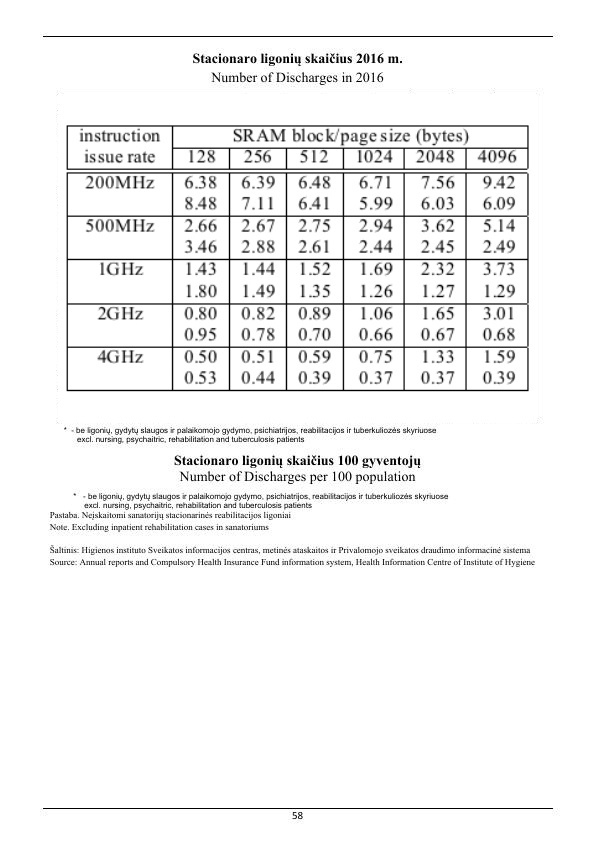 Stacionaro ligonių skaičius 2016 m.
Number of Discharges in 2016
instruction SRAM block/page size (bytes)
issue rate 128 256 512 1024 2048 4096
200MHz 6.38 6.39 6.48 6.71 7.56 9.42
8.48 7.11 6.41 5.99 6.03 6.09
500MHz 2.66 2.67 2.75 2.94 3.62 5.14
3.46 2.88 2.61 2.44 2.45 2.49
1GHz 1.43 1.44 1.52 1.69 2.32 3.73
1.80 1.49 1.35 1.26 1.27 1.29
2GHz 0.80 0.82 0.89 1.06 1.65 3.01
0.95 0.78 0.70 0.66 0.67 0.68
4GHz 0.50 0.51 0.59 0.75 1.33 1.59
0.53 0.44 0.39 0.37 0.37 0.39
* - be ligonių, gydytų slaugos ir palaikomojo gydymo, psichiatrijos, reabilitacijos ir tuberkuliozės skyriuose
excl. nursing, psychaitric, rehabilitation and tuberculosis patients
Stacionaro ligonių skaičius 100 gyventojų
Number of Discharges per 100 population
* - be ligonių, gydytų slaugos ir palaikomojo gydymo, psichiatrijos, reabilitacijos ir tuberkuliozės skyriuose
excl. nursing, psychatric, rehabilitation and tuberculosis patients
Pastaba. Neįskaitomi sanatorijų stacionarinės reabilitacijos ligoniai
Note. Excluding inpatient rehabilitation cases in sanatoriums
Šaltinis: Higienos instituto Sveikatos informacijos centras, metinės ataskaitos ir Privalomojo sveikatos draudimo informacinė sistema
Source: Annual reports and Compulsory Health Insurance Fund information system, Health Information Centre of Institute of Hygiene
58